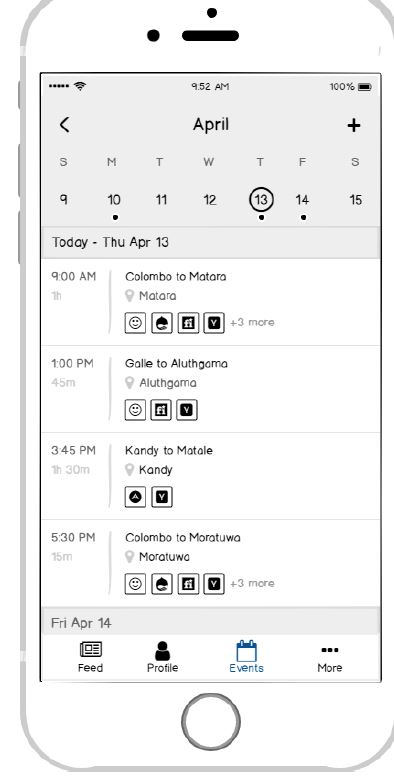 9:52 AM 100%
April +
S M T W T F S
9 10 11 12 13 14 15
Today - Thu Apr 13
9:00 AM Colombo to Matara
1h Matara
+3 more
1:00 PM Galle to Aluthgama
45m Aluthgama
3:45 PM Kandy to Matale
1h 30m Kandy
5:30 PM Colombo to Moratuwa
15m Moratuwa
+3 more
Fri Apr 14
Feed Profile Events More